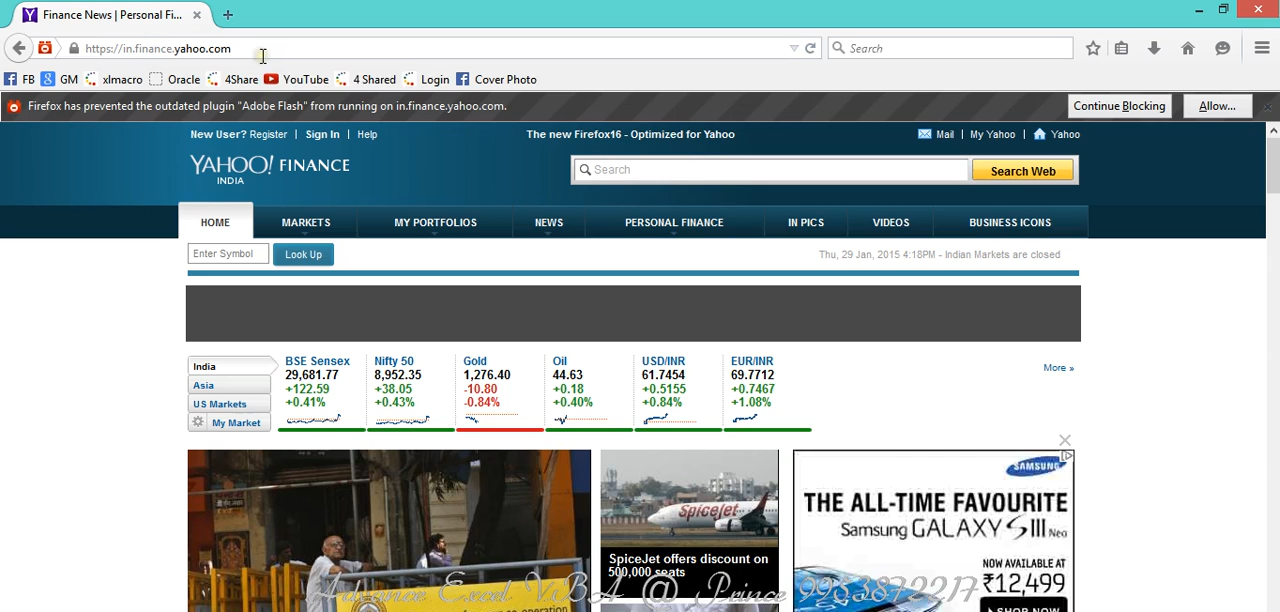 Finance News | Personal Fi...
https://in.finance.yahoo.com
Search
FB GM xlmacro Oracle 4Share YouTube 4 Shared Login Cover Photo
Firefox has prevented the outdated plugin "Adobe Flash" from running on in.finance.yahoo.com.
Continue Blocking
Allow...
New User? Register | Sign In | Help
The new Firefox16 - Optimized for Yahoo
Mail | My Yahoo | Yahoo
YAHOO! FINANCE
INDIA
Search
Search Web
HOME MARKETS MY PORTFOLIOS NEWS PERSONAL FINANCE IN PICS VIDEOS BUSINESS ICONS
Enter Symbol
Look Up
Thu, 29 Jan, 2015 4:18PM - Indian Markets are closed
India
Asia
US Markets
My Market
BSE Sensex
29,681.77
+122.59
+0.41%
Nifty 50
8,952.35
+38.05
+0.43%
Gold
1,276.40
-10.80
-0.84%
Oil
44.63
+0.18
+0.40%
USD/INR
61.7454
+0.5155
+0.84%
EUR/INR
69.7712
+0.7467
+1.08%
More »
SpiceJet
SpiceJet offers discount on
500,000 seats
SAMSUNG
THE ALL-TIME FAVOURITE
Samsung GALAXY SIII Neo
NOW AVAILABLE AT
₹12,499
SHOP NOW
Advance Excel VBA @ Prince 9953872217